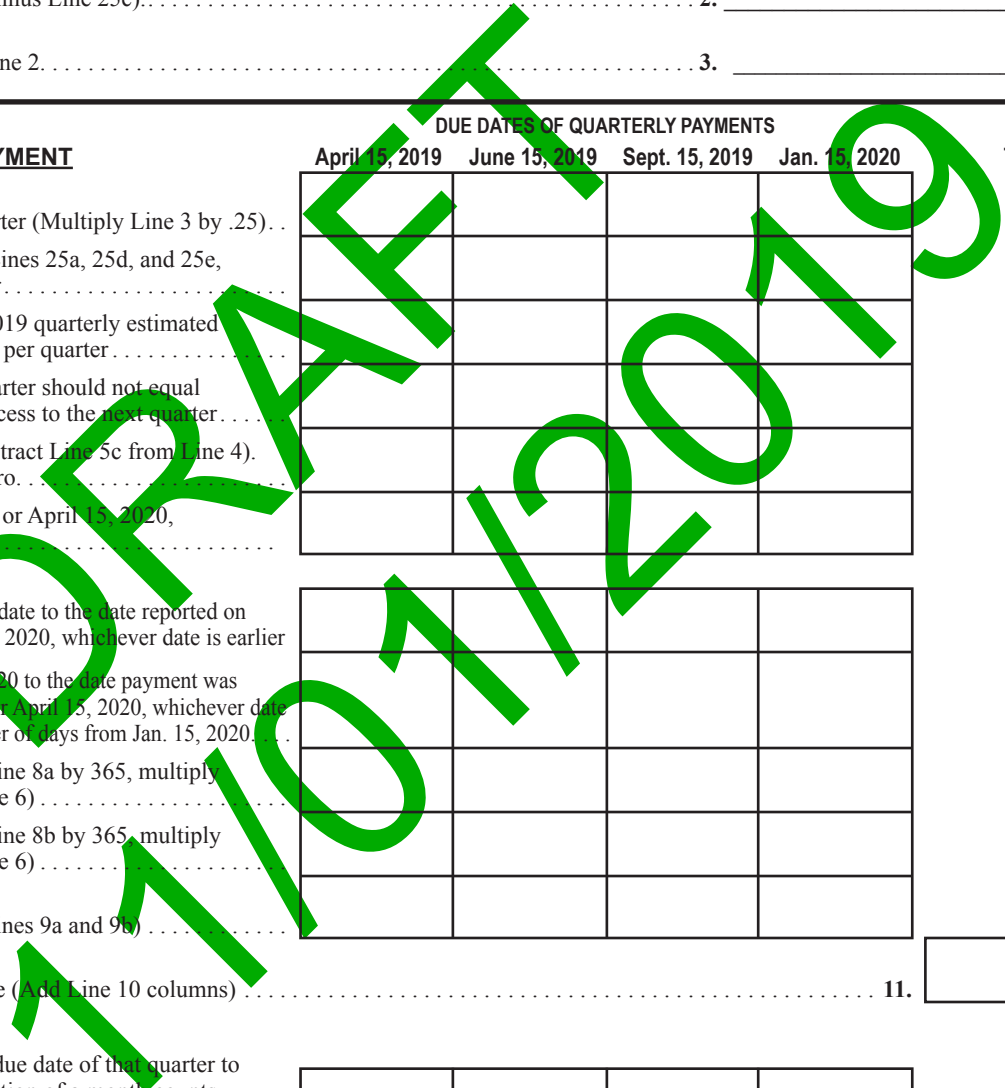 nus Line 25c). 2.
ne 2. 3.
DUE DATES OF QUARTERLY PAYMENTS
YMENT April 15, 2019 June 15, 2019 Sept. 15, 2019 Jan. 15, 2020
rter (Multiply Line 3 by .25)
ines 25a, 25d, and 25e,
019 quarterly estimated
per quarter
arter should not equal
cess to the next quarter
tract Line 5c from Line 4).
ro.
or April 15, 2020,
date to the date reported on
2020, whichever date is earlier
20 to the date payment was
r April 15, 2020, whichever date
er of days from Jan. 15, 2020.
ine 8a by 365, multiply
e 6)
ine 8b by 365, multiply
e 6)
ines 9a and 9b)
e (Add Line 10 columns) 11.
due date of that quarter to
DRAFT
11/01/2019